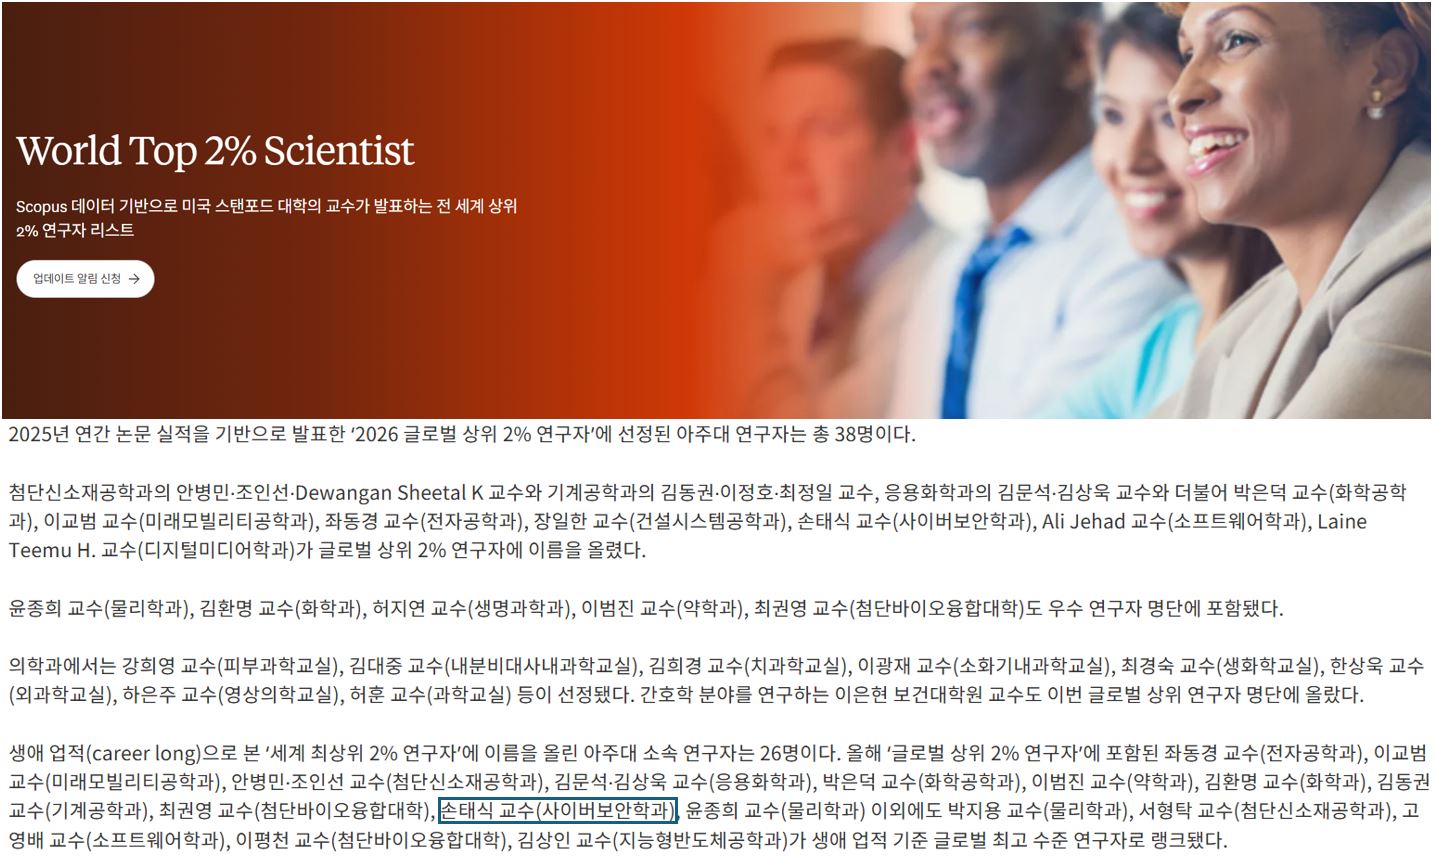 World Top 2% Scientist
Scopus 데이터 기반으로 미국 스탠포드 대학의 교수가 발표하는 전 세계 상위
2% 연구자 리스트
업데이트 알림 신청 →
2025년 연간 논문 실적을 기반으로 발표한 ‘2026 글로벌 상위 2% 연구자’에 선정된 아주대 연구자는 총 38명이다.
첨단신소재공학과의 안병민·조인선·Dewangan Sheetal K 교수와 기계공학과의 김동권·이정호·최정일 교수, 응용화학과의 김문석·김상욱 교수와 더불어 박은덕 교수(화학공학
과), 이교범 교수(미래모빌리티공학과), 좌동경 교수(전자공학과), 장일한 교수(건설시스템공학과), 손태식 교수(사이버보안학과), Ali Jehad 교수(소프트웨어학과), Laine
Teemu H. 교수(디지털미디어학과)가 글로벌 상위 2% 연구자에 이름을 올렸다.
윤종희 교수(물리학과), 김환명 교수(화학과), 허지연 교수(생명과학과), 이범진 교수(약학과), 최권영 교수(첨단바이오융합대학)도 우수 연구자 명단에 포함됐다.
의학과에서는 강희영 교수(피부과학교실), 김대중 교수(내분비대사내과학교실), 김희경 교수(치과학교실), 이광재 교수(소화기내과학교실), 최경숙 교수(생화학교실), 한상욱 교수
(외과학교실), 하은주 교수(영상의학교실), 허훈 교수(과학교실) 등이 선정됐다. 간호학 분야를 연구하는 이은현 보건대학원 교수도 이번 글로벌 상위 연구자 명단에 올랐다.
생애 업적(career long)으로 본 ‘세계 최상위 2% 연구자’에 이름을 올린 아주대 소속 연구자는 26명이다. 올해 ‘글로벌 상위 2% 연구자’에 포함된 좌동경 교수(전자공학과), 이교범
교수(미래모빌리티공학과), 안병민·조인선 교수(첨단신소재공학과), 김문석·김상욱 교수(응용화학과), 박은덕 교수(화학공학과), 이범진 교수(약학과), 김환명 교수(화학과), 김동권
교수(기계공학과), 최권영 교수(첨단바이오융합대학), 손태식 교수(사이버보안학과), 윤종희 교수(물리학과) 이외에도 박지용 교수(물리학과), 서형탁 교수(첨단신소재공학과), 고
영배 교수(소프트웨어학과), 이평천 교수(첨단바이오융합대학), 김상인 교수(지능형반도체공학과)가 생애 업적 기준 글로벌 최고 수준 연구자로 랭크됐다.